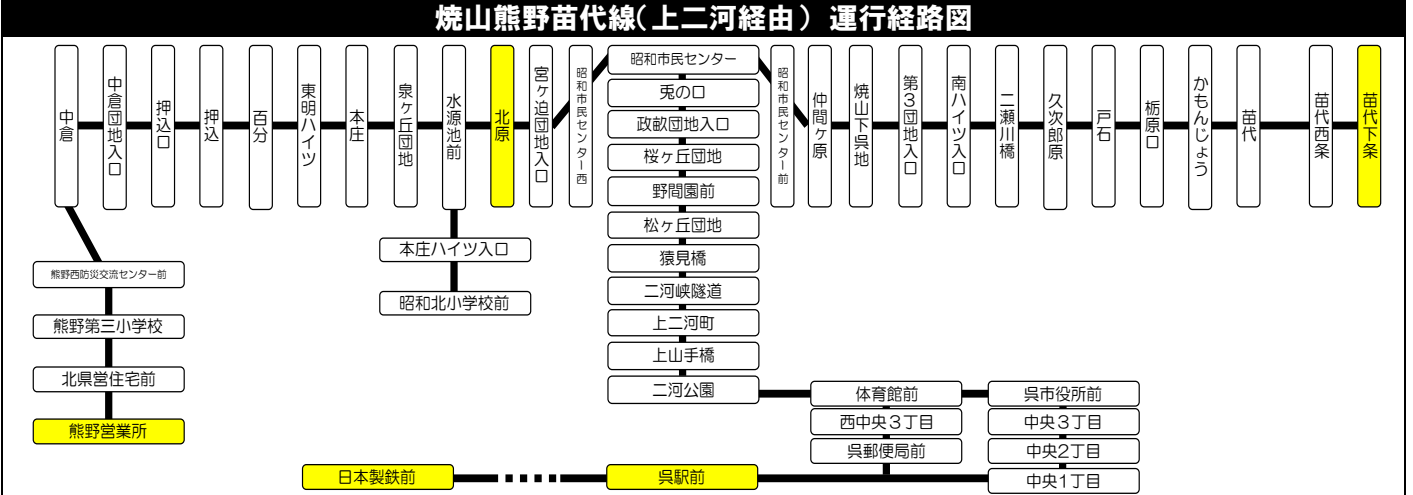 焼山熊野苗代線(上二河経由) 運行経路図
中倉
中倉団地入口
押込口
押込
百分
東明ハイツ
本庄
泉ヶ丘団地
水源池前
北原
宮ヶ迫団地入口
昭和市民センター西
昭和市民センター
兎の口
政畝団地入口
桜ヶ丘団地
野間園前
松ヶ丘団地
猿見橋
二河峡隧道
上二河町
上山手橋
二河公園
昭和市民センター前
仲間ヶ原
焼山下呉地
第3団地入口
南ハイツ入口
二瀬川橋
久次郎原
戸石
栃原口
かもんじょう
苗代
苗代西条
苗代下条
本庄ハイツ入口
昭和北小学校前
熊野西防災交流センター前
熊野第三小学校
北県営住宅前
熊野営業所
体育館前
西中央3丁目
呉郵便局前
呉市役所前
中央3丁目
中央2丁目
中央1丁目
日本製鉄前
呉駅前